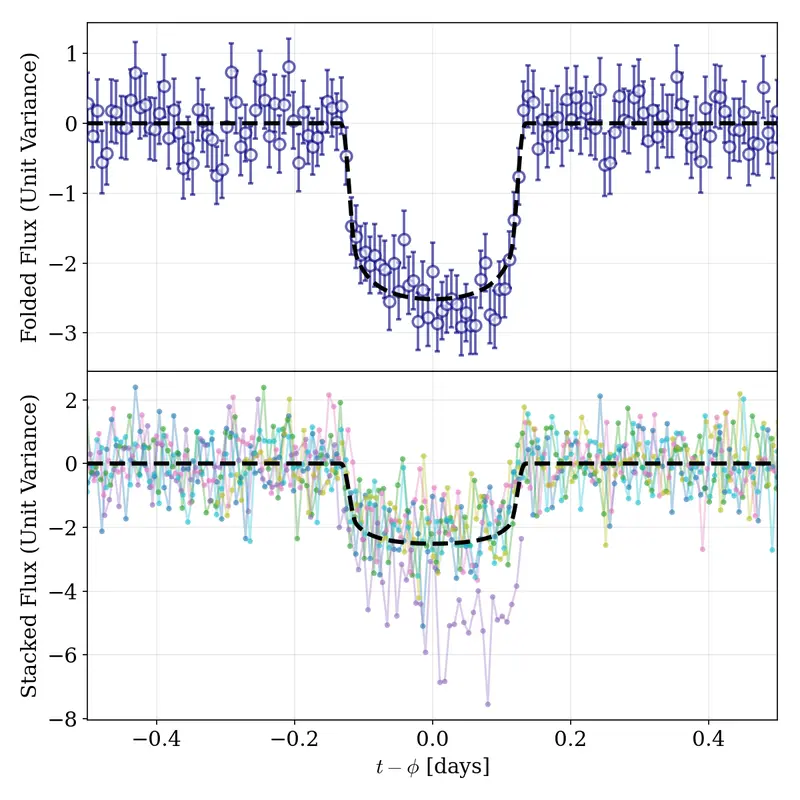 Folded Flux (Unit Variance)
1
0
−1
−2
−3
Stacked Flux (Unit Variance)
2
0
−2
−4
−6
−8
−0.4 −0.2 0.0 0.2 0.4
t − ϕ [days]